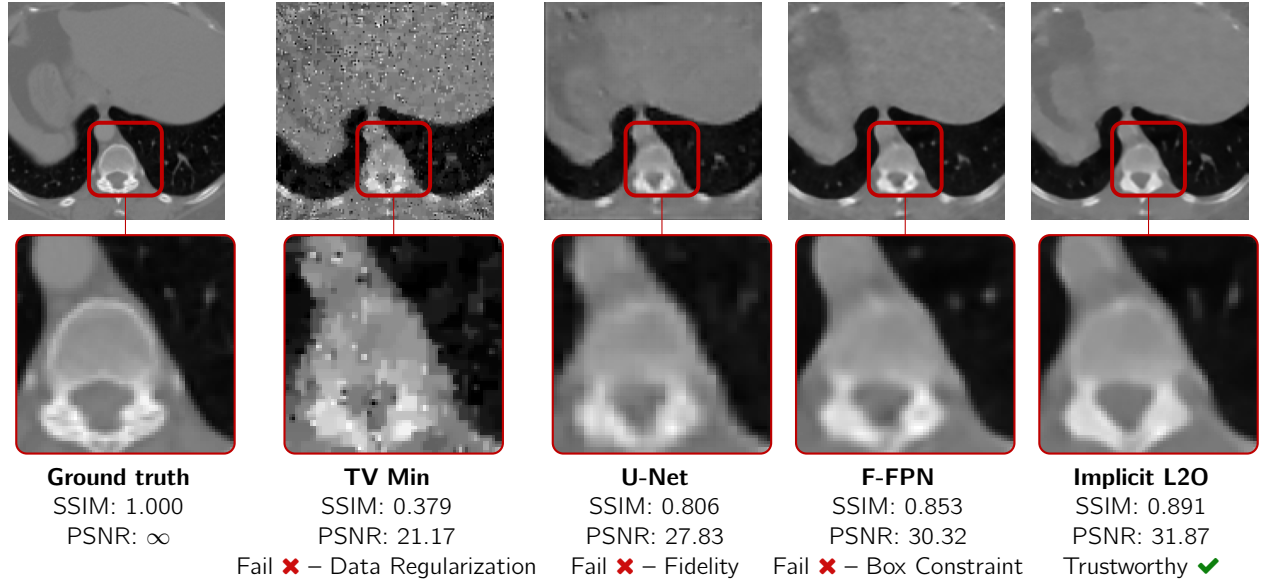 Ground truth
SSIM: 1.000
PSNR: ∞
TV Min
SSIM: 0.379
PSNR: 21.17
Fail ✖ – Data Regularization
U-Net
SSIM: 0.806
PSNR: 27.83
Fail ✖ – Fidelity
F-FPN
SSIM: 0.853
PSNR: 30.32
Fail ✖ – Box Constraint
Implicit L2O
SSIM: 0.891
PSNR: 31.87
Trustworthy ✔